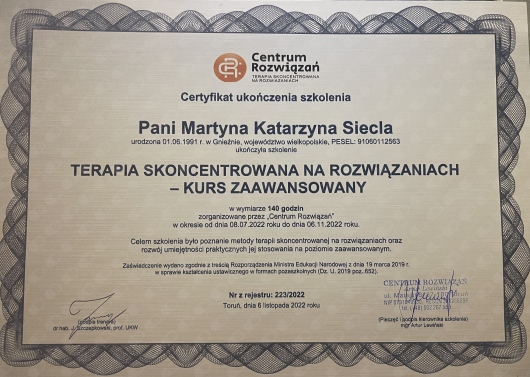 Centrum
Rozwiązań
TERAPIA SKONCENTROWANA
NA ROZWIĄZANIACH
Certyfikat ukończenia szkolenia
Pani Martyna Katarzyna Siecla
urodzona 01.06.1991 r. w Gnieźnie, województwo wielkopolskie, PESEL: 91060112563
ukończyła szkolenie
TERAPIA SKONCENTROWANA NA ROZWIĄZANIACH
– KURS ZAAWANSOWANY
w wymiarze 140 godzin
zorganizowane przez „Centrum Rozwiązań”
w okresie od dnia 08.07.2022 roku do dnia 06.11.2022 roku.
Celem szkolenia było poznanie metody terapii skoncentrowanej na rozwiązaniach oraz
rozwój umiejętności praktycznych jej stosowania na poziomie zaawansowanym.
Zaświadczenie wydano zgodnie z treścią Rozporządzenia Ministra Edukacji Narodowej z dnia 19 marca 2019 r.
w sprawie kształcenia ustawicznego w formach pozaszkolnych (Dz. U. 2019 poz. 652).
Nr z rejestru: 223/2022
Toruń, dnia 6 listopada 2022 roku
(podpis trenera)
dr hab. J. Szczepkowski, prof. UKW
CENTRUM ROZWIĄZAŃ
Artur Lewiński
(Pieczęć i podpis kierownika szkolenia)
mgr Artur Lewiński